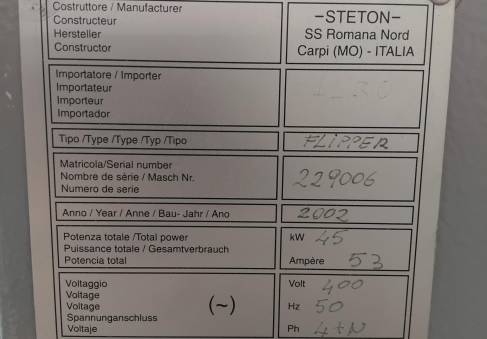 Costruttore / Manufacturer
Constructeur
Hersteller
Constructor
–STETON–
SS Romana Nord
Carpi (MO) - ITALIA
Importatore / Importer
Importateur
Importeur
Importador
Tipo /Type /Type /Typ /Tipo
FLIPPER
Matricola/Serial number
Nombre de série / Masch Nr.
Numero de serie
229006
Anno / Year / Anne / Bau- Jahr / Ano
2002
Potenza totale /Total power
Puissance totale / Gesamtverbrauch
Potencia total
kW 45
Ampère 53
Voltaggio
Voltage
Voltage
Spannunganschluss
Voltaje
(~)
Volt 400
Hz 50
Ph 4+N